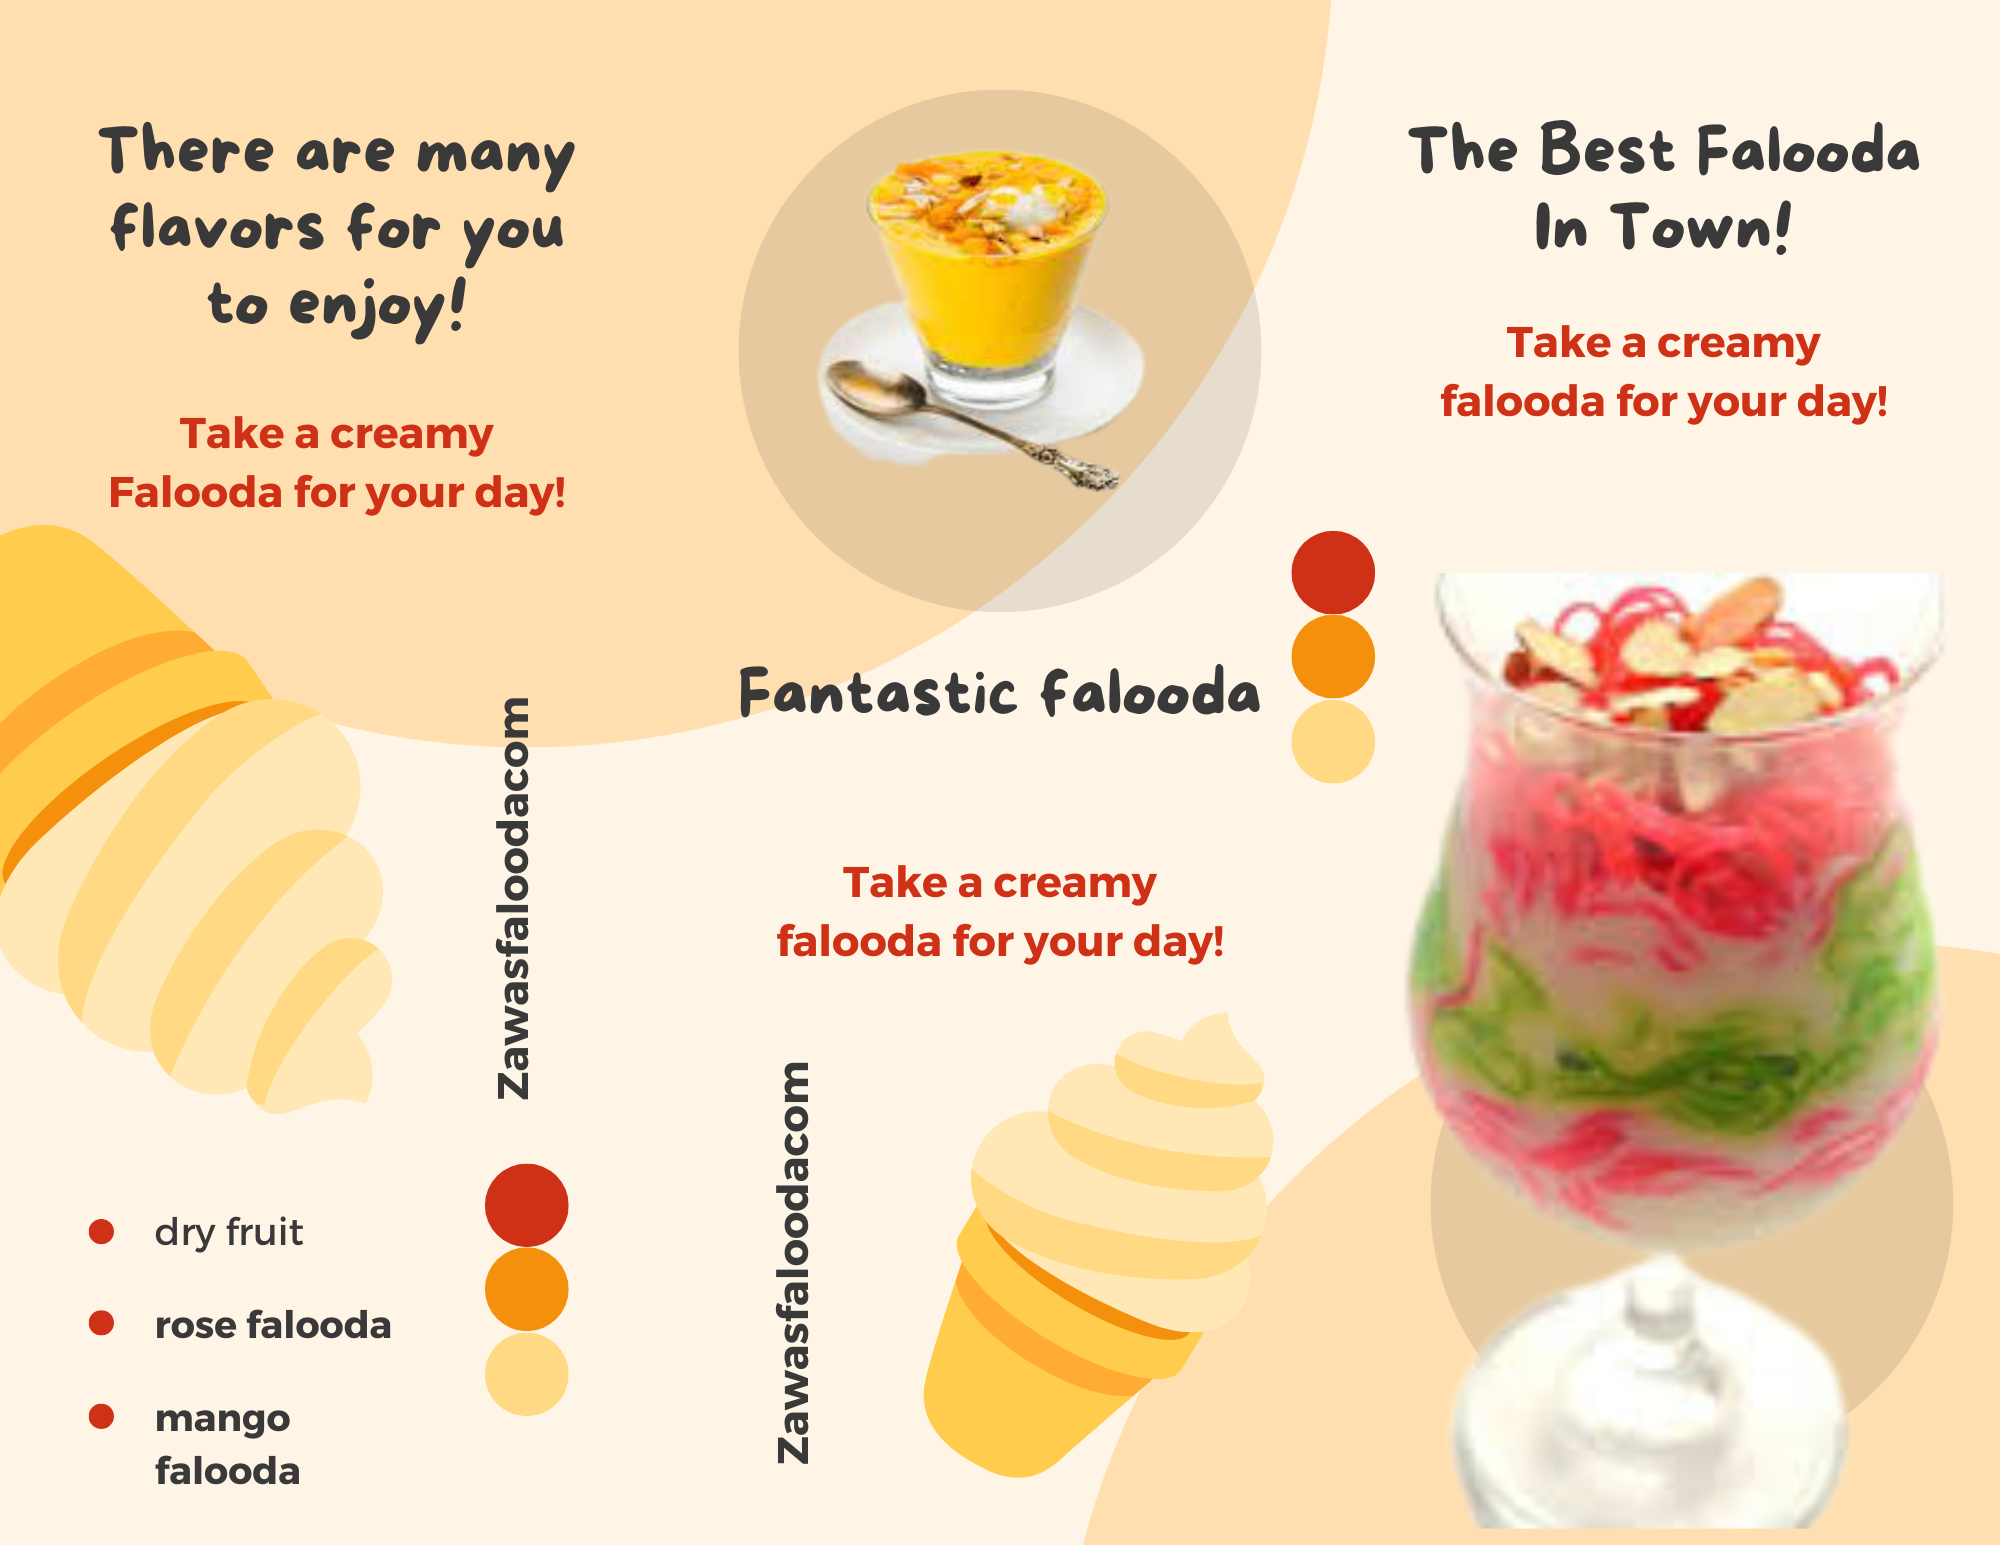 There are many
flavors for you
to enjoy!
Take a creamy
Falooda for your day!
Zawasfaloodacom
dry fruit
rose falooda
mango
falooda
Fantastic falooda
Take a creamy
falooda for your day!
Zawasfaloodacom
The Best Falooda
In Town!
Take a creamy
falooda for your day!